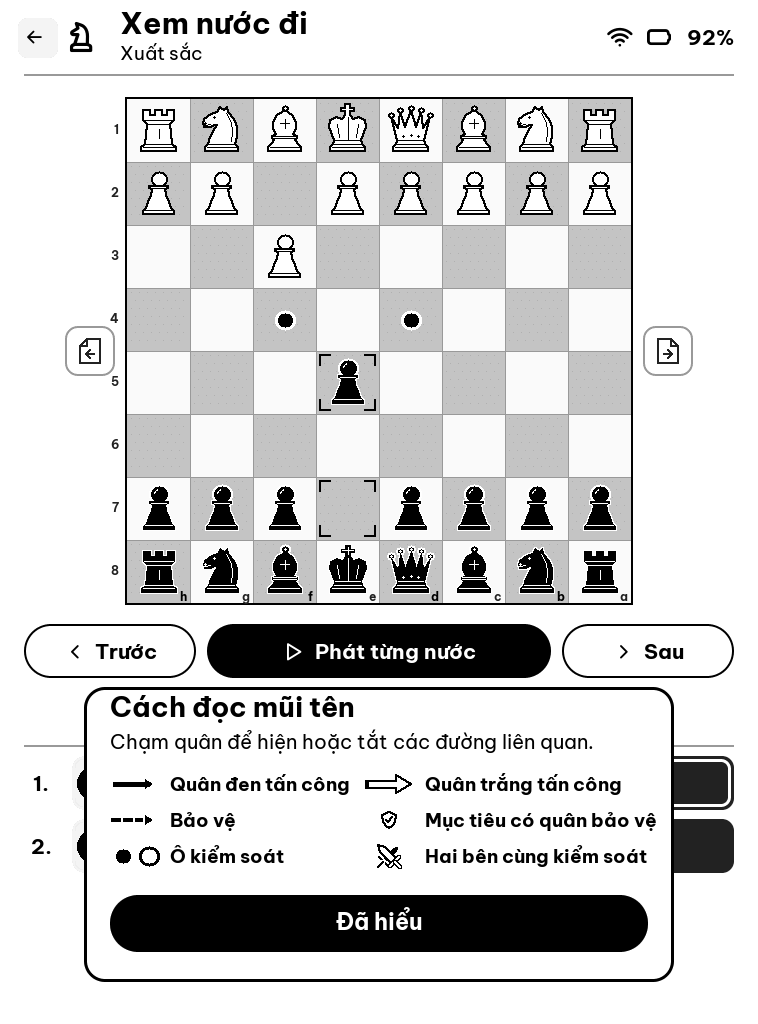 Xem nước đi
Xuất sắc
92%
1
2
3
4
5
6
7
8
h g f e d c b a
Trước
Phát từng nước
Sau
Cách đọc mũi tên
Chạm quân để hiện hoặc tắt các đường liên quan.
Quân đen tấn công
Quân trắng tấn công
Bảo vệ
Mục tiêu có quân bảo vệ
Ô kiểm soát
Hai bên cùng kiểm soát
Đã hiểu
1.
2.